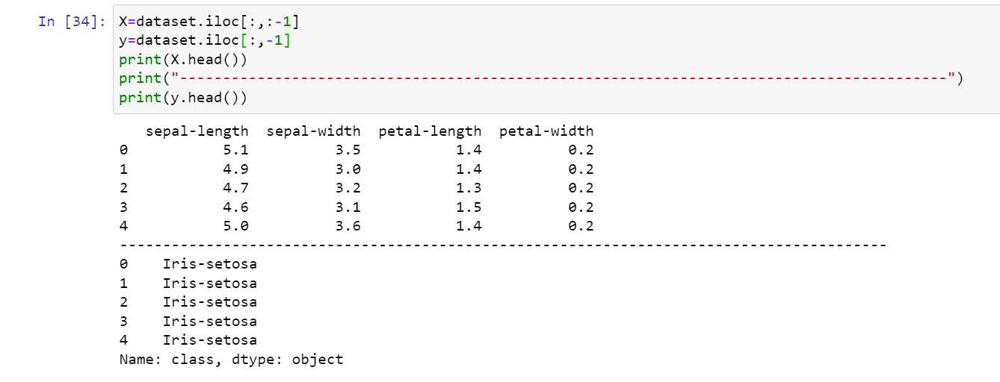 In [34]: X=dataset.iloc[:,:-1]
y=dataset.iloc[:,-1]
print(X.head())
print("-----------------------------------------------------------------------------------------")
print(y.head())
   sepal-length  sepal-width  petal-length  petal-width
0           5.1          3.5           1.4          0.2
1           4.9          3.0           1.4          0.2
2           4.7          3.2           1.3          0.2
3           4.6          3.1           1.5          0.2
4           5.0          3.6           1.4          0.2
-----------------------------------------------------------------------------------------
0    Iris-setosa
1    Iris-setosa
2    Iris-setosa
3    Iris-setosa
4    Iris-setosa
Name: class, dtype: object